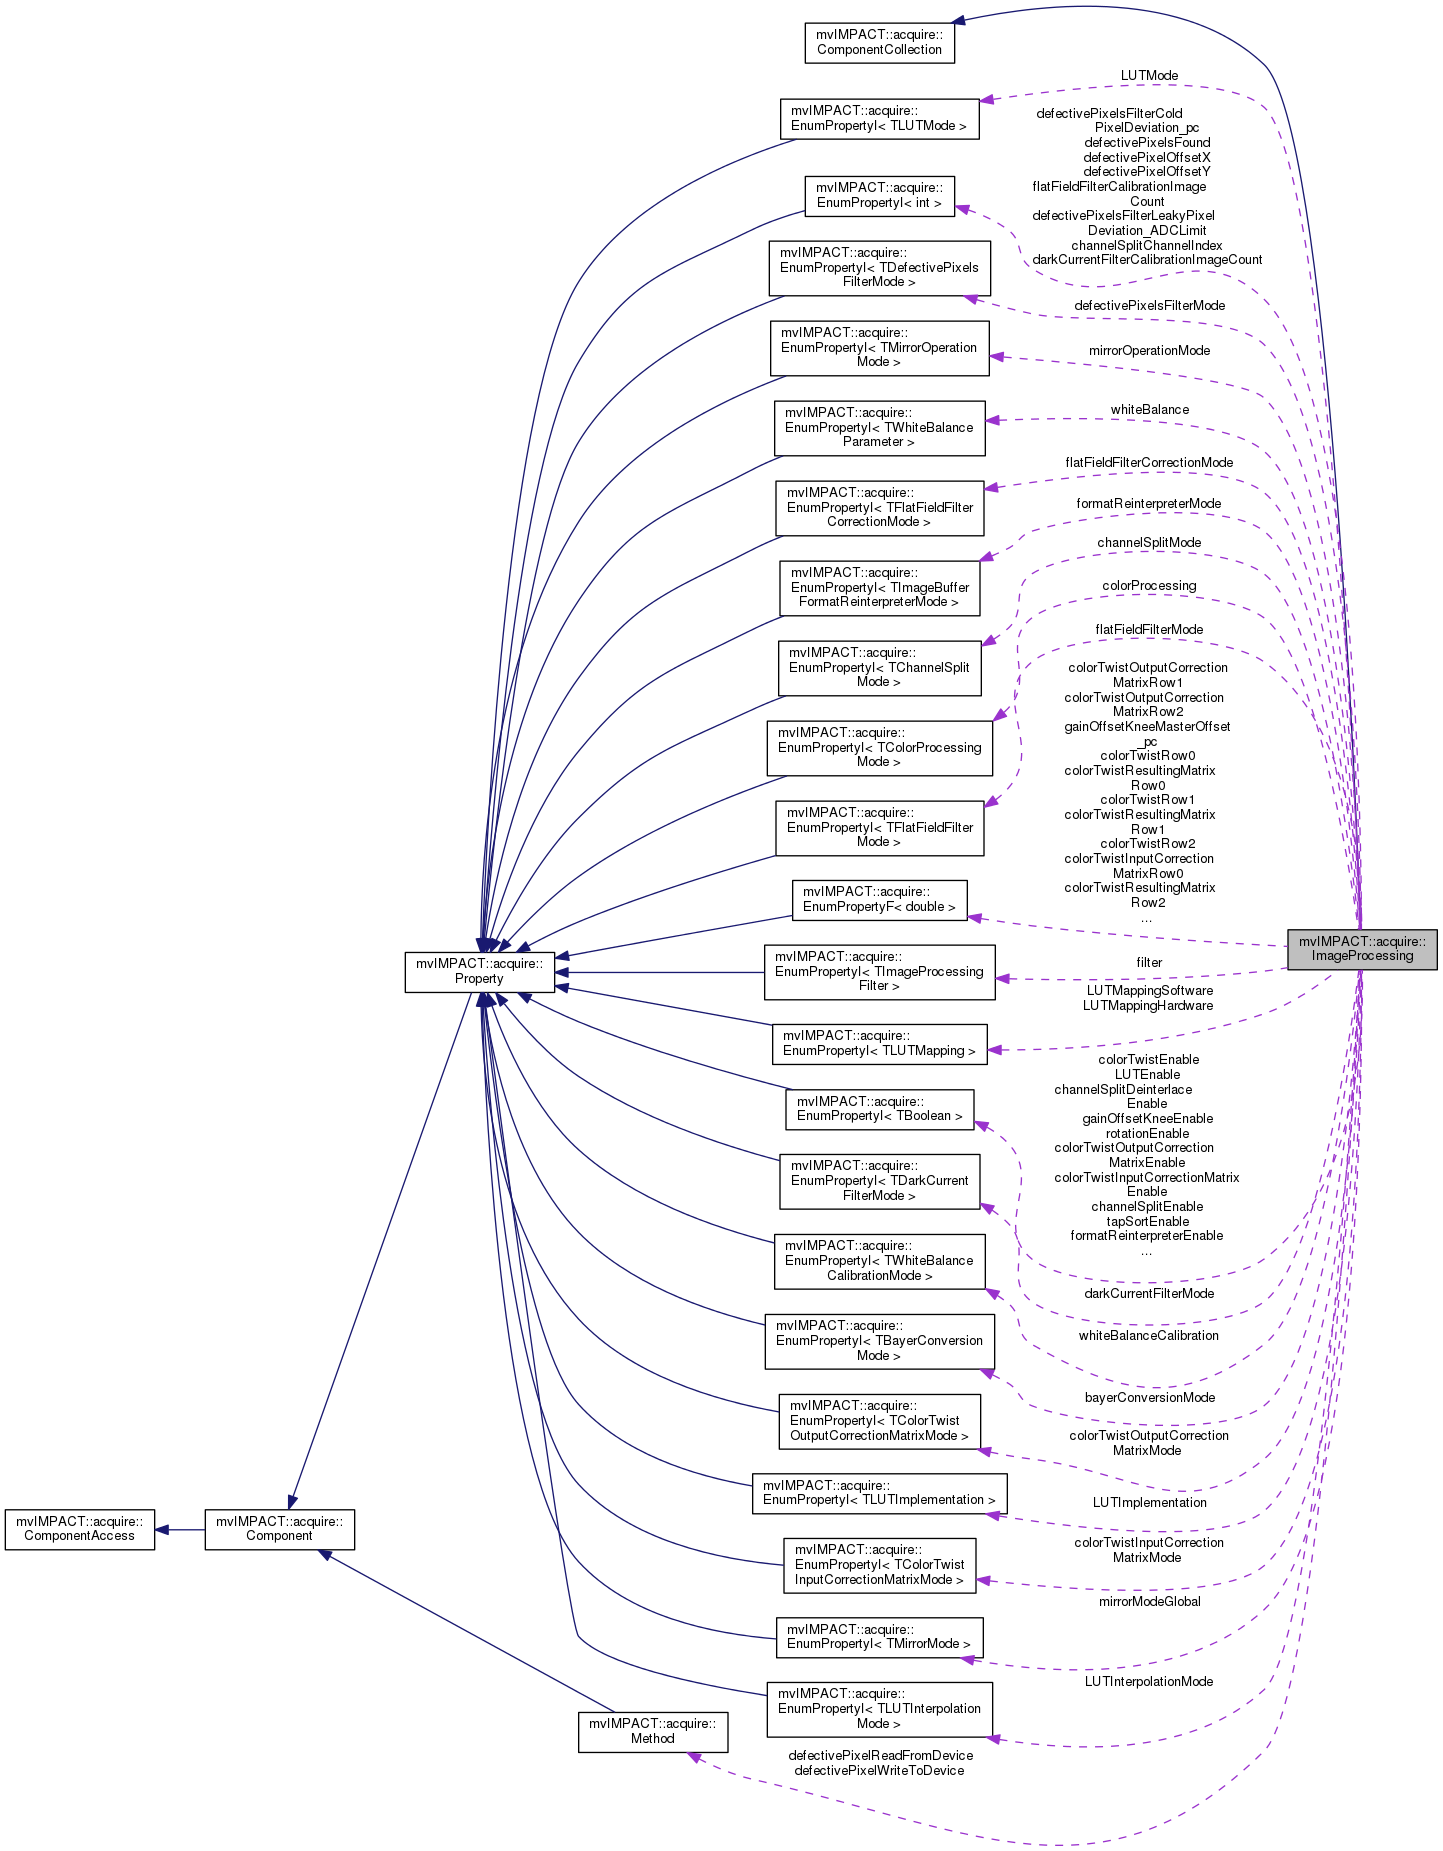 mvIMPACT::acquire::
ComponentCollection
LUTMode
mvIMPACT::acquire::
EnumPropertyI< TLUTMode >
defectivePixelsFilterCold
PixelDeviation_pc
defectivePixelsFound
defectivePixelOffsetX
defectivePixelOffsetY
flatFieldFilterCalibrationImage
Count
defectivePixelsFilterLeakyPixel
Deviation_ADCLimit
channelSplitChannelIndex
darkCurrentFilterCalibrationImageCount
mvIMPACT::acquire::
EnumPropertyI< int >
mvIMPACT::acquire::
EnumPropertyI< TDefectivePixels
FilterMode >
defectivePixelsFilterMode
mvIMPACT::acquire::
EnumPropertyI< TMirrorOperation
Mode >
mirrorOperationMode
mvIMPACT::acquire::
EnumPropertyI< TWhiteBalance
Parameter >
whiteBalance
mvIMPACT::acquire::
EnumPropertyI< TFlatFieldFilter
CorrectionMode >
flatFieldFilterCorrectionMode
mvIMPACT::acquire::
EnumPropertyI< TImageBuffer
FormatReinterpreterMode >
formatReinterpreterMode
mvIMPACT::acquire::
EnumPropertyI< TChannelSplit
Mode >
channelSplitMode
mvIMPACT::acquire::
EnumPropertyI< TColorProcessing
Mode >
colorProcessing
mvIMPACT::acquire::
EnumPropertyI< TFlatFieldFilter
Mode >
flatFieldFilterMode
colorTwistOutputCorrection
MatrixRow1
colorTwistOutputCorrection
MatrixRow2
gainOffsetKneeMasterOffset
_pc
colorTwistRow0
colorTwistResultingMatrix
Row0
colorTwistRow1
colorTwistResultingMatrix
Row1
colorTwistRow2
colorTwistInputCorrection
MatrixRow0
colorTwistResultingMatrix
Row2
...
mvIMPACT::acquire::
EnumPropertyF< double >
mvIMPACT::acquire::
ImageProcessing
mvIMPACT::acquire::
Property
mvIMPACT::acquire::
EnumPropertyI< TImageProcessing
Filter >
filter
LUTMappingSoftware
LUTMappingHardware
mvIMPACT::acquire::
EnumPropertyI< TLUTMapping >
mvIMPACT::acquire::
EnumPropertyI< TBoolean >
colorTwistEnable
LUTEnable
channelSplitDeinterlace
Enable
gainOffsetKneeEnable
rotationEnable
colorTwistOutputCorrection
MatrixEnable
colorTwistInputCorrectionMatrix
Enable
channelSplitEnable
tapSortEnable
formatReinterpreterEnable
...
mvIMPACT::acquire::
EnumPropertyI< TDarkCurrent
FilterMode >
darkCurrentFilterMode
mvIMPACT::acquire::
EnumPropertyI< TWhiteBalance
CalibrationMode >
whiteBalanceCalibration
mvIMPACT::acquire::
EnumPropertyI< TBayerConversion
Mode >
bayerConversionMode
mvIMPACT::acquire::
EnumPropertyI< TColorTwist
OutputCorrectionMatrixMode >
colorTwistOutputCorrection
MatrixMode
mvIMPACT::acquire::
EnumPropertyI< TLUTImplementation >
LUTImplementation
mvIMPACT::acquire::
ComponentAccess
mvIMPACT::acquire::
Component
mvIMPACT::acquire::
EnumPropertyI< TColorTwist
InputCorrectionMatrixMode >
colorTwistInputCorrection
MatrixMode
mvIMPACT::acquire::
EnumPropertyI< TMirrorMode >
mirrorModeGlobal
mvIMPACT::acquire::
EnumPropertyI< TLUTInterpolation
Mode >
LUTInterpolationMode
mvIMPACT::acquire::
Method
defectivePixelReadFromDevice
defectivePixelWriteToDevice